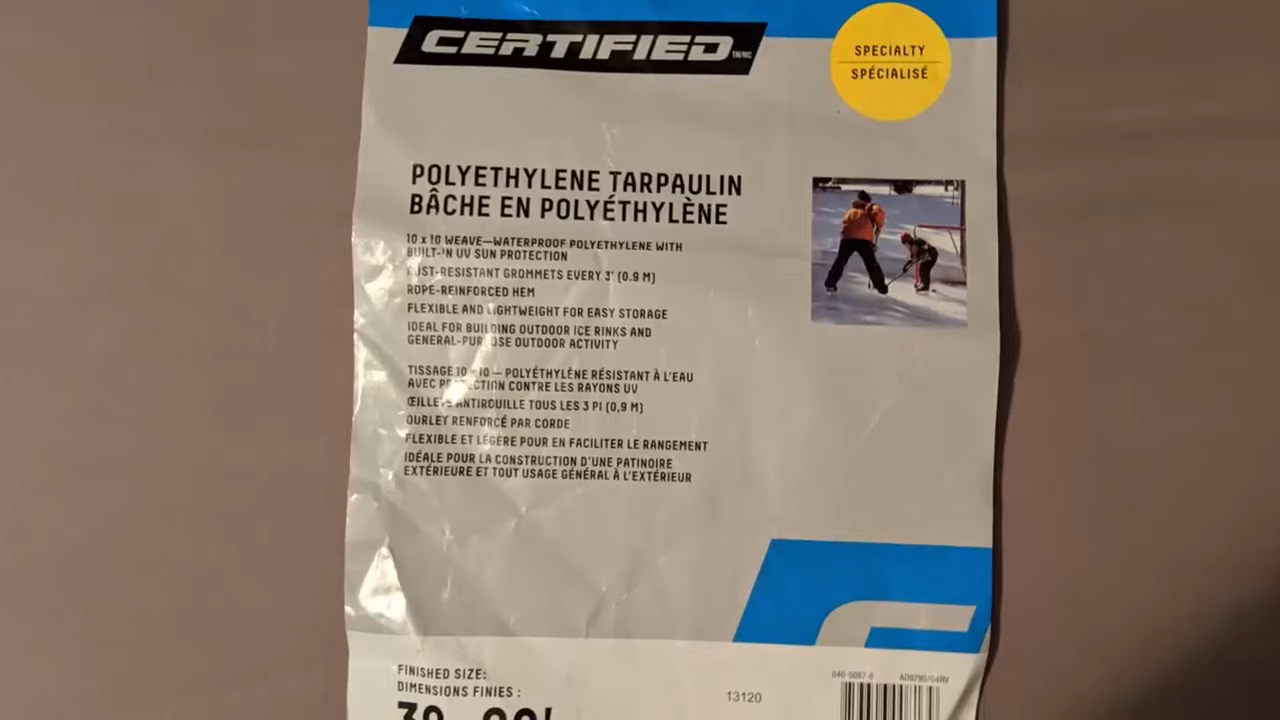 CERTIFIED TM/MC
SPECIALTY
SPÉCIALISÉ
POLYETHYLENE TARPAULIN
BÂCHE EN POLYÉTHYLÈNE
10 x 10 WEAVE—WATERPROOF POLYETHYLENE WITH
BUILT-IN UV SUN PROTECTION
RUST-RESISTANT GROMMETS EVERY 3' (0.9 M)
ROPE-REINFORCED HEM
FLEXIBLE AND LIGHTWEIGHT FOR EASY STORAGE
IDEAL FOR BUILDING OUTDOOR ICE RINKS AND
GENERAL-PURPOSE OUTDOOR ACTIVITY
TISSAGE 10 x 10 — POLYÉTHYLÈNE RÉSISTANT À L'EAU
AVEC PROTECTION CONTRE LES RAYONS UV
ŒILLETS ANTIROUILLE TOUS LES 3 PI (0,9 M)
OURLET RENFORCÉ PAR CORDE
FLEXIBLE ET LÉGÈRE POUR EN FACILITER LE RANGEMENT
IDÉALE POUR LA CONSTRUCTION D'UNE PATINOIRE
EXTÉRIEURE ET TOUT USAGE GÉNÉRAL À L'EXTÉRIEUR
FINISHED SIZE:
DIMENSIONS FINIES :
13120
040-5087-8